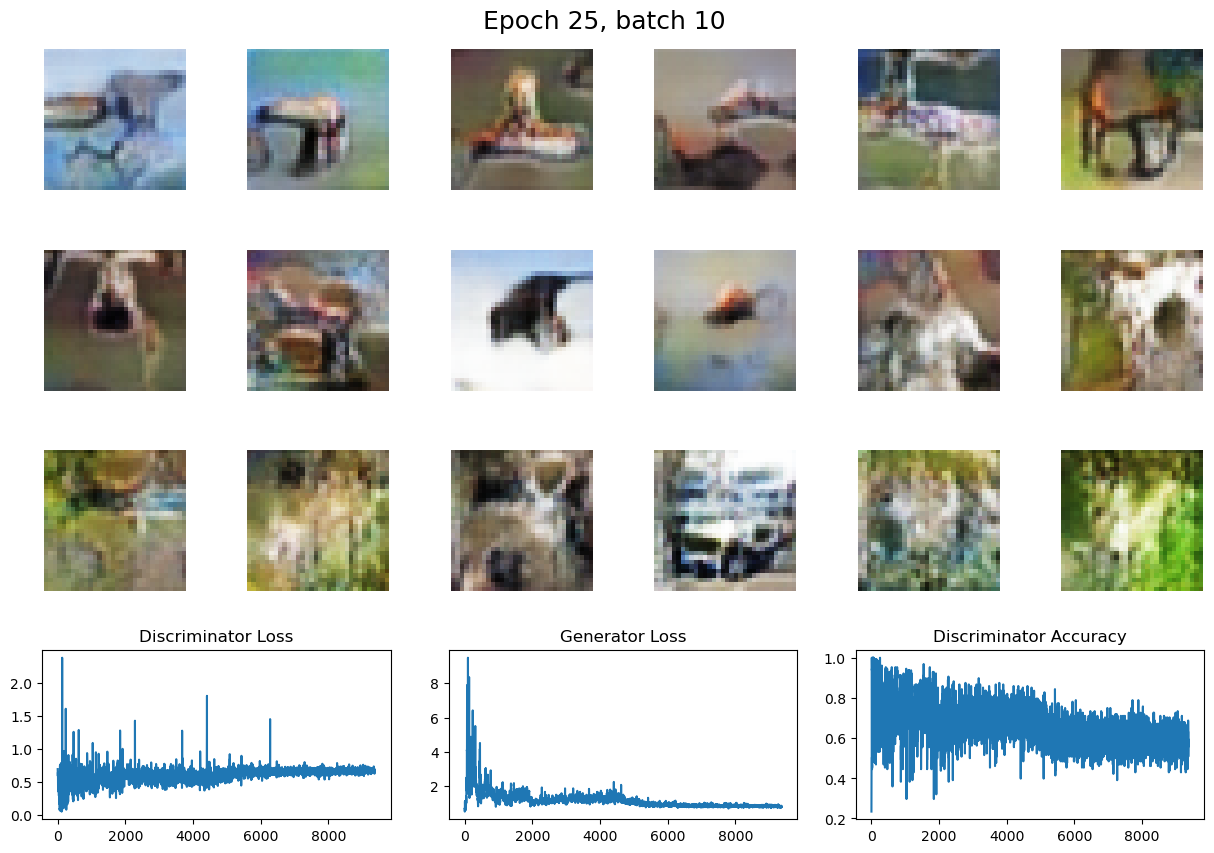 Epoch 25, batch 10
Discriminator Loss
Generator Loss
Discriminator Accuracy
2.0
1.5
1.0
0.5
0.0
0 2000 4000 6000 8000
8
6
4
2
0 2000 4000 6000 8000
1.0
0.8
0.6
0.4
0.2
0 2000 4000 6000 8000